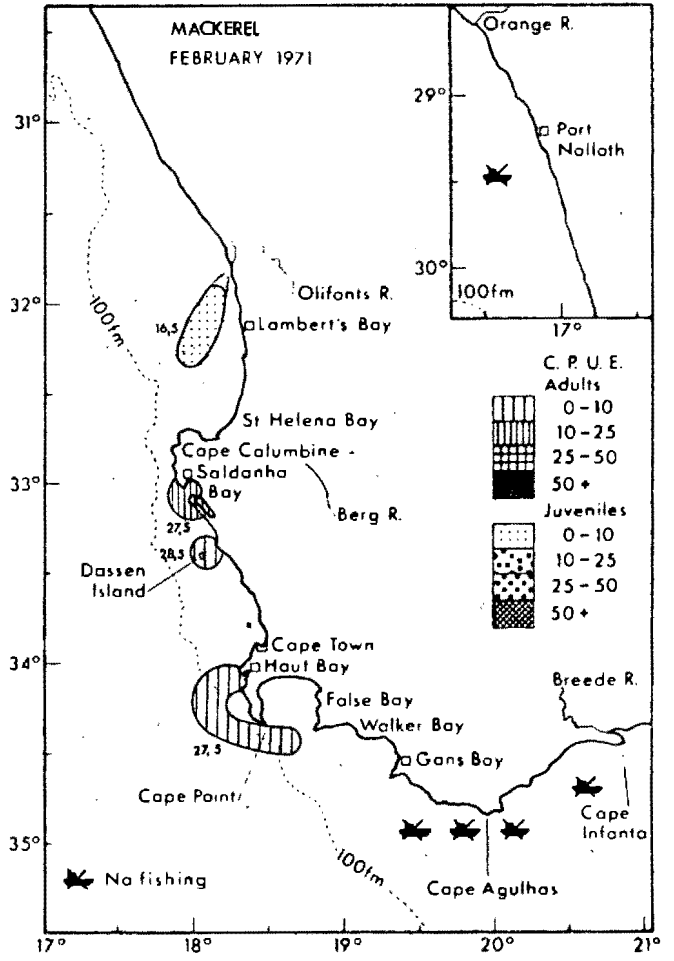 MACKEREL
FEBRUARY 1971
Orange R.
29°
Port
Nolloth
30°
100fm
17°
31°
32°
33°
34°
35°
100fm
Olifants R.
16,5
Lambert's Bay
St Helena Bay
Cape Columbine
Saldanha
Bay
27,5
Berg R.
28,5
Dassen
Island
Cape Town
Haut Bay
False Bay
Walker Bay
27,5
Gans Bay
Breede R.
Cape Point
Cape
Infanta
100fm
Cape Agulhas
No fishing
C. P. U. E.
Adults
0-10
10-25
25-50
50+
Juveniles
0-10
10-25
25-50
50+
17°
18°
19°
20°
21°